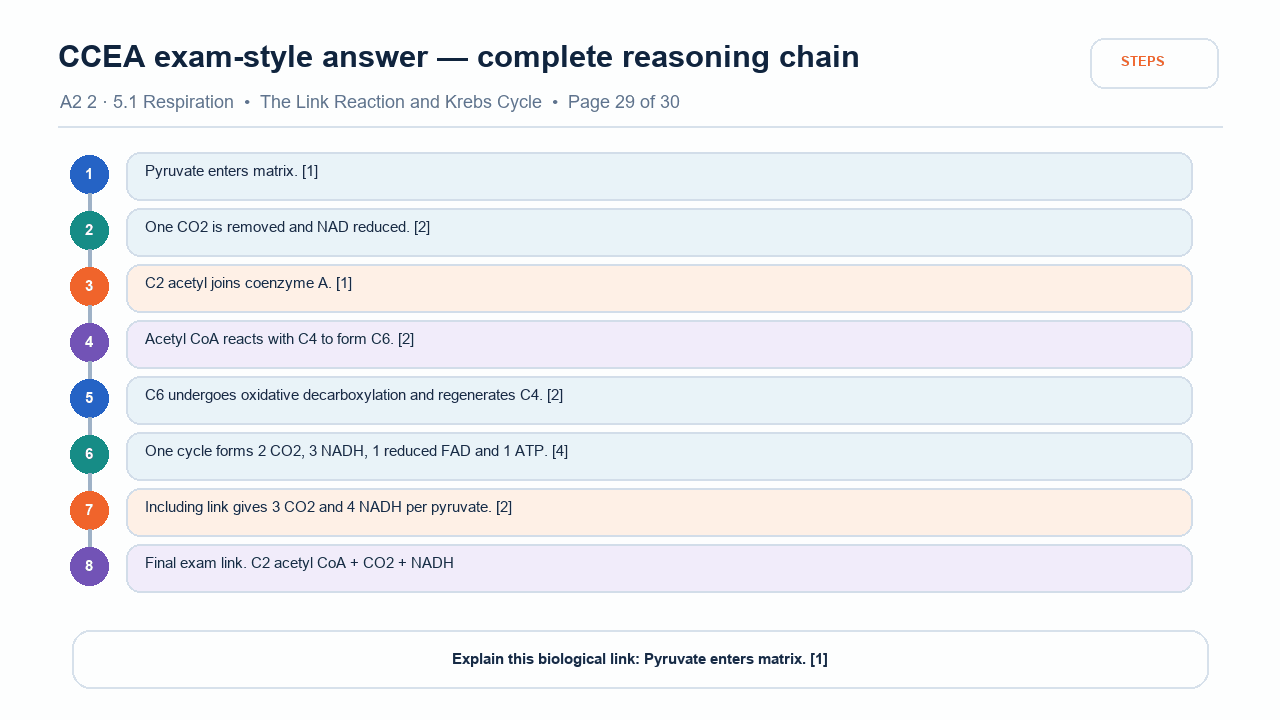 CCEA exam-style answer — complete reasoning chain
STEPS
A2 2 · 5.1 Respiration • The Link Reaction and Krebs Cycle • Page 29 of 30
1 Pyruvate enters matrix. [1]
2 One CO2 is removed and NAD reduced. [2]
3 C2 acetyl joins coenzyme A. [1]
4 Acetyl CoA reacts with C4 to form C6. [2]
5 C6 undergoes oxidative decarboxylation and regenerates C4. [2]
6 One cycle forms 2 CO2, 3 NADH, 1 reduced FAD and 1 ATP. [4]
7 Including link gives 3 CO2 and 4 NADH per pyruvate. [2]
8 Final exam link. C2 acetyl CoA + CO2 + NADH
Explain this biological link: Pyruvate enters matrix. [1]